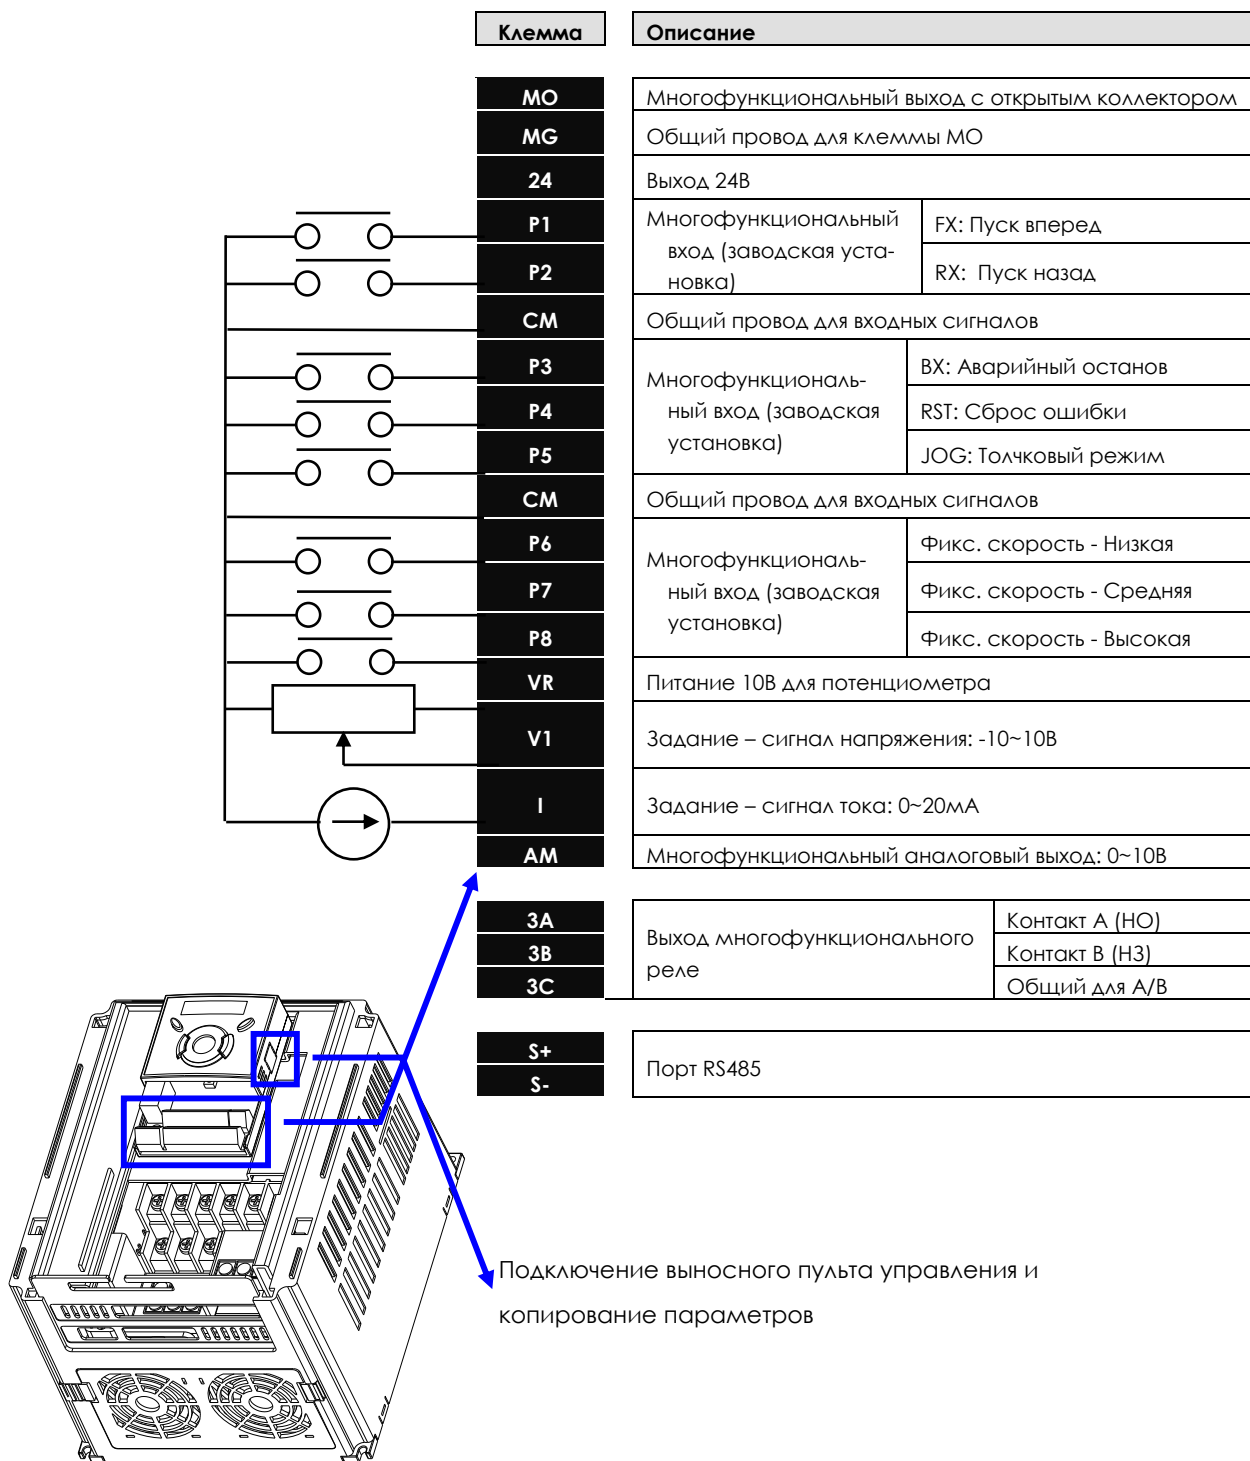 Клемма Описание
MO Многофункциональный выход с открытым коллектором
MG Общий провод для клеммы MO
24 Выход 24В
P1 Многофункциональный FX: Пуск вперед
вход (заводская уста-
P2 новка) RX: Пуск назад
CM Общий провод для входных сигналов
P3 BX: Аварийный останов
Многофункциональ-
P4 ный вход (заводская RST: Сброс ошибки
установка)
P5 JOG: Толчковый режим
CM Общий провод для входных сигналов
P6 Фикс. скорость - Низкая
Многофункциональ-
P7 ный вход (заводская Фикс. скорость - Средняя
установка)
P8 Фикс. скорость - Высокая
VR Питание 10В для потенциометра
V1 Задание – сигнал напряжения: -10~10В
I Задание – сигнал тока: 0~20мА
AM Многофункциональный аналоговый выход: 0~10В
3A Контакт А (НО)
Выход многофункционального
3B Контакт В (НЗ)
реле
3C Общий для А/В
S+
Порт RS485
S-
Подключение выносного пульта управления и
копирование параметров